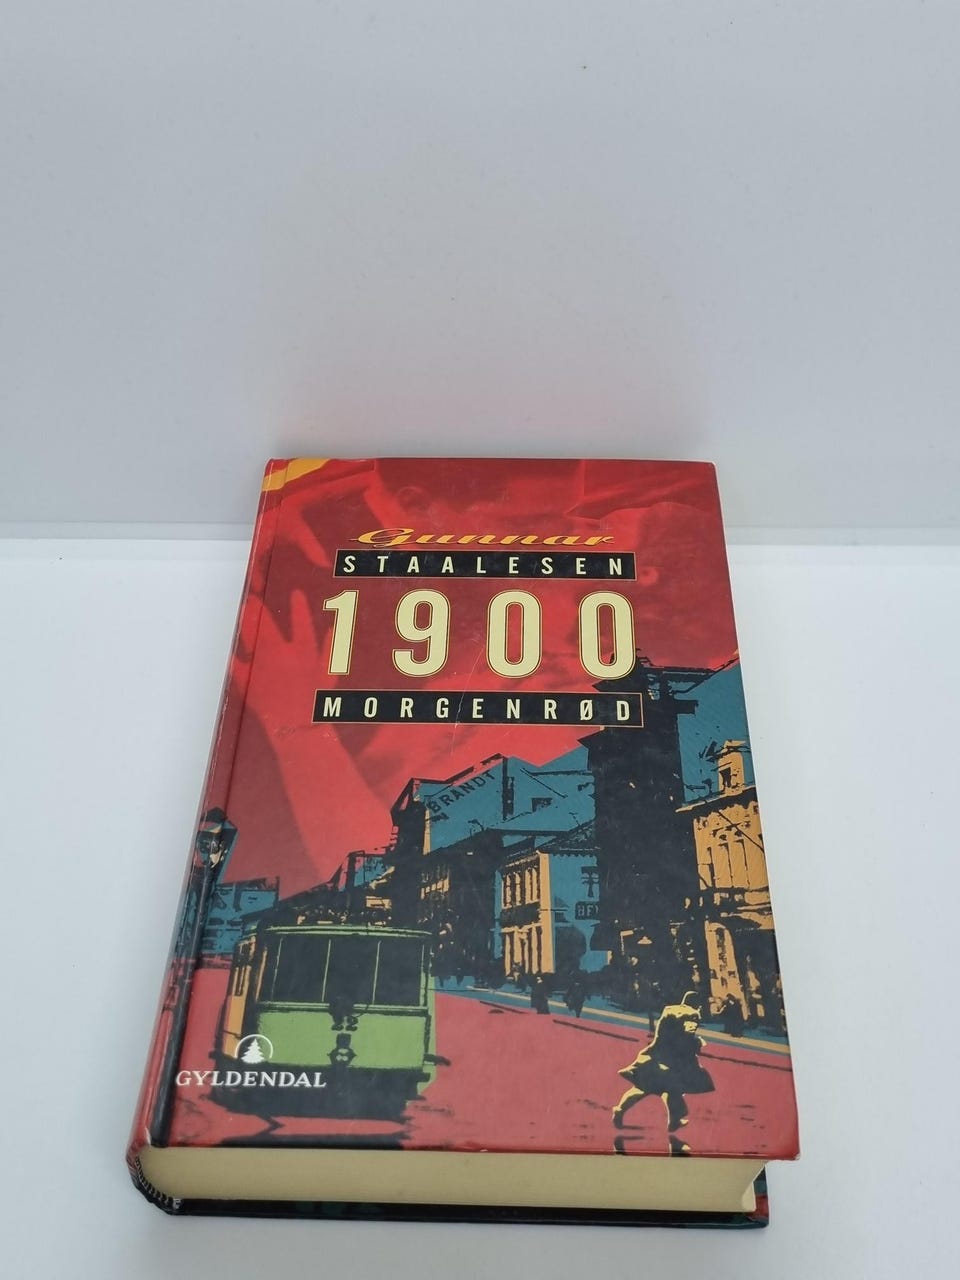 Gunnar
STAALESEN
1900
MORGENRØD
BRANDT
GYLDENDAL